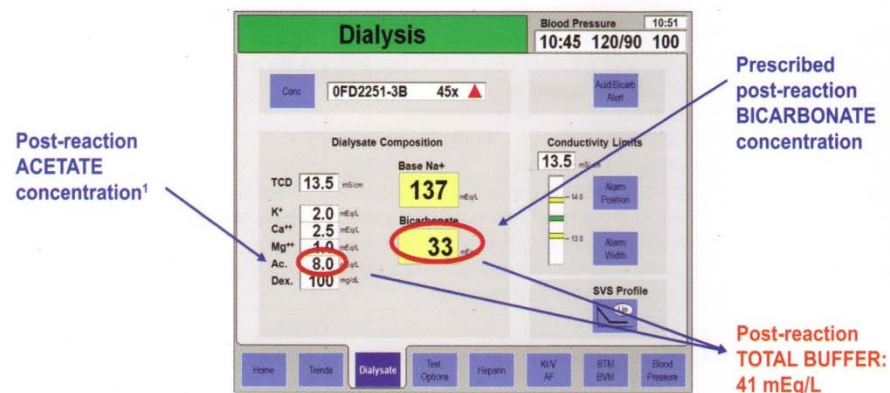 Dialysis
Blood Pressure 10:51
10:45 120/90 100
Conc 0FD2251-3B 45x
Acid/Bicarb
Alert
Prescribed
post-reaction
BICARBONATE
concentration
Post-reaction
ACETATE
concentration¹
Dialysate Composition
TCD 13.5 mS/cm
K⁺ 2.0 mEq/L
Ca⁺⁺ 2.5 mEq/L
Mg⁺⁺ 1.0 mEq/L
Ac. 8.0 mEq/L
Dex. 100 mg/dL
Base Na+
137 mEq/L
Bicarbonate
33
Conductivity Limits
13.5 mS/cm
14.0
13.0
Alarm
Position
Alarm
Width
SVS Profile
Lin
Post-reaction
TOTAL BUFFER:
41 mEq/L
Home
Trends
Dialysate
Test
Options
Heparin
Kt/V
AF
BTM
BVM
Blood
Pressure